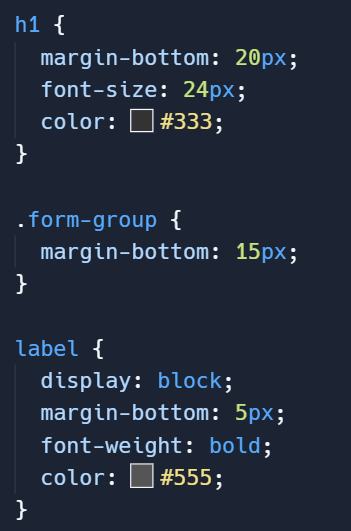 h1 {
  margin-bottom: 20px;
  font-size: 24px;
  color: #333;
}

.form-group {
  margin-bottom: 15px;
}

label {
  display: block;
  margin-bottom: 5px;
  font-weight: bold;
  color: #555;
}